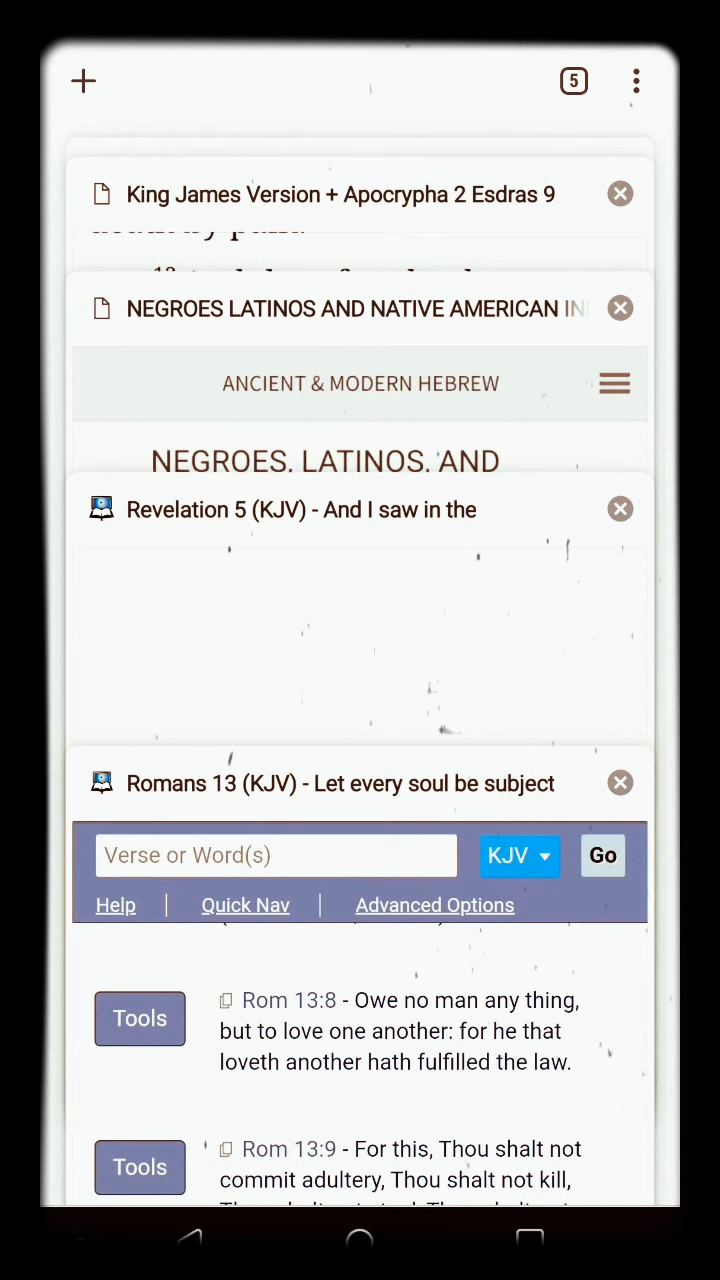 5
King James Version + Apocrypha 2 Esdras 9
NEGROES LATINOS AND NATIVE AMERICAN IN
ANCIENT & MODERN HEBREW
NEGROES, LATINOS, AND
Revelation 5 (KJV) - And I saw in the
Romans 13 (KJV) - Let every soul be subject
Verse or Word(s) KJV Go
Help Quick Nav Advanced Options
Tools
Rom 13:8 - Owe no man any thing,
but to love one another: for he that
loveth another hath fulfilled the law.
Tools
Rom 13:9 - For this, Thou shalt not
commit adultery, Thou shalt not kill,